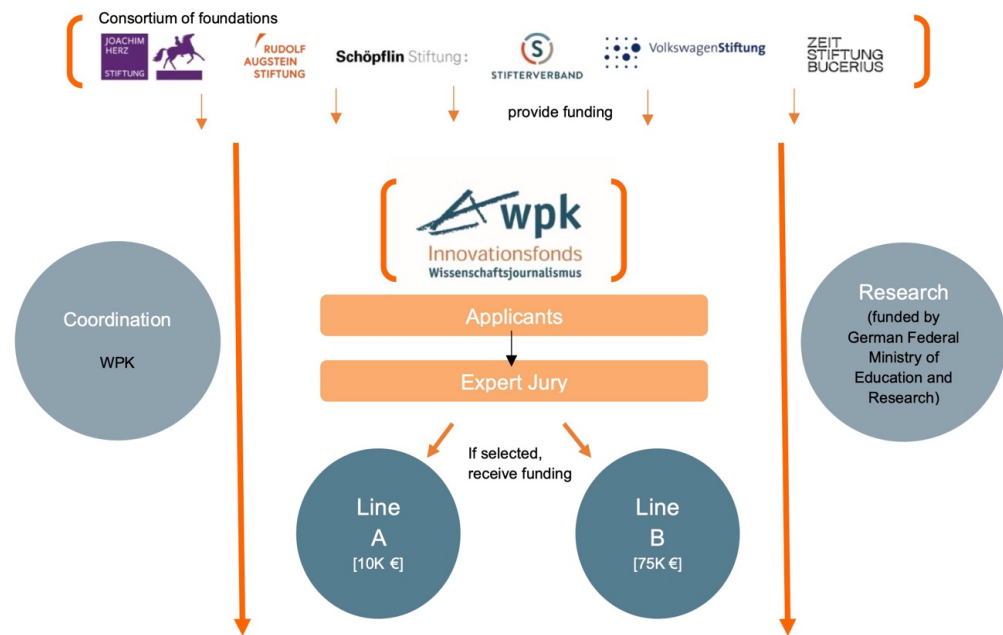 Consortium of foundations
JOACHIM
HERZ
STIFTUNG
RUDOLF
AUGSTEIN
STIFTUNG
Schöpflin Stiftung:
S
STIFTERVERBAND
VolkswagenStiftung
ZEIT
STIFTUNG
BUCERIUS
provide funding
wpk
Innovationsfonds
Wissenschaftsjournalismus
Coordination
WPK
Applicants
Expert Jury
Research
(funded by
German Federal
Ministry of
Education and
Research)
If selected,
receive funding
Line
A
[10K €]
Line
B
[75K €]